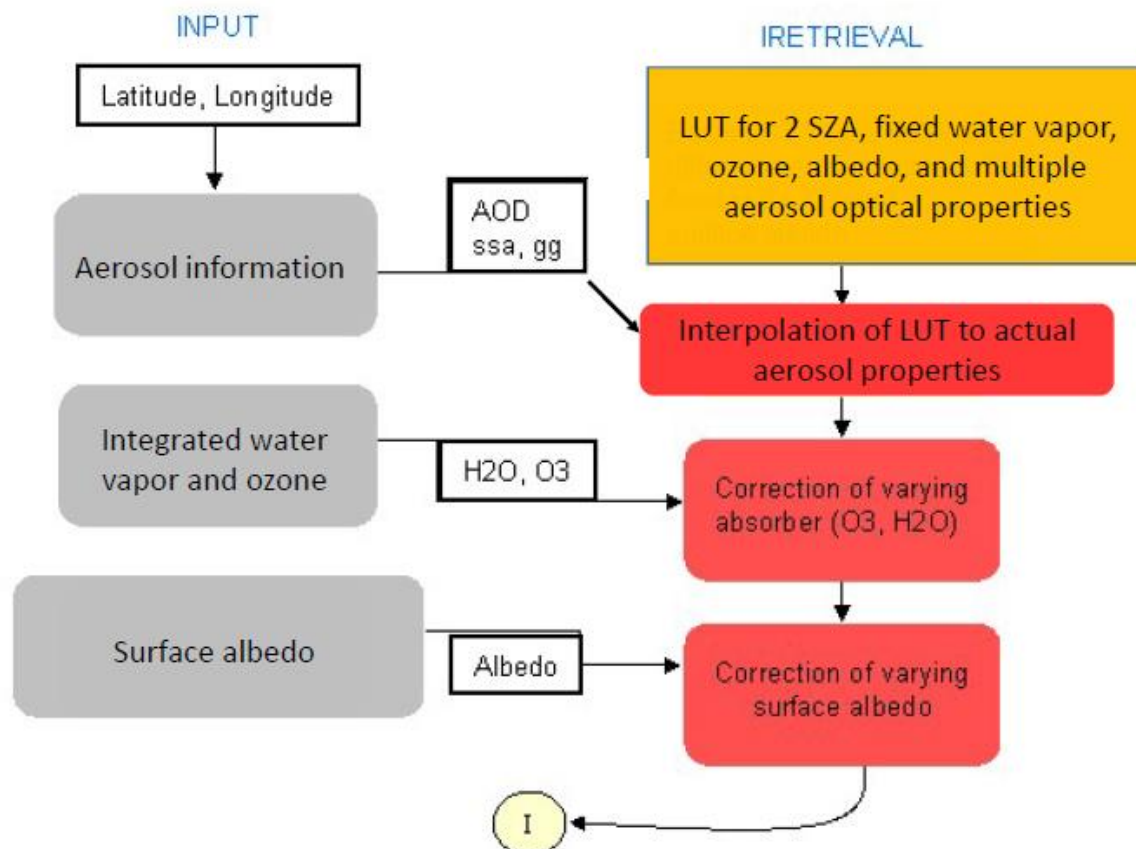 INPUT
IRETRIEVAL
Latitude, Longitude
LUT for 2 SZA, fixed water vapor,
ozone, albedo, and multiple
aerosol optical properties
Aerosol information
AOD
ssa, gg
Interpolation of LUT to actual
aerosol properties
Integrated water
vapor and ozone
H2O, O3
Correction of varying
absorber (O3, H2O)
Surface albedo
Albedo
Correction of varying
surface albedo
I